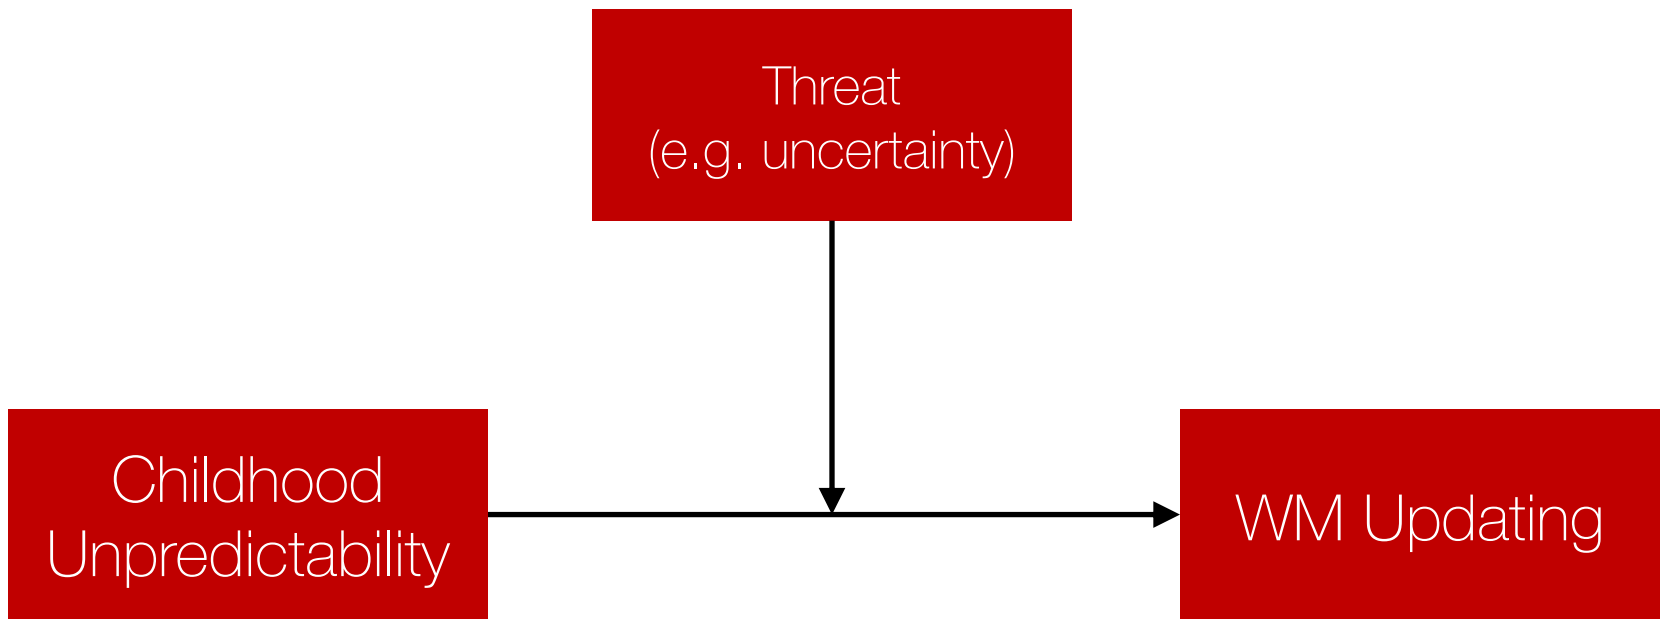 Threat
(e.g. uncertainty)
Childhood
Unpredictability
WM Updating